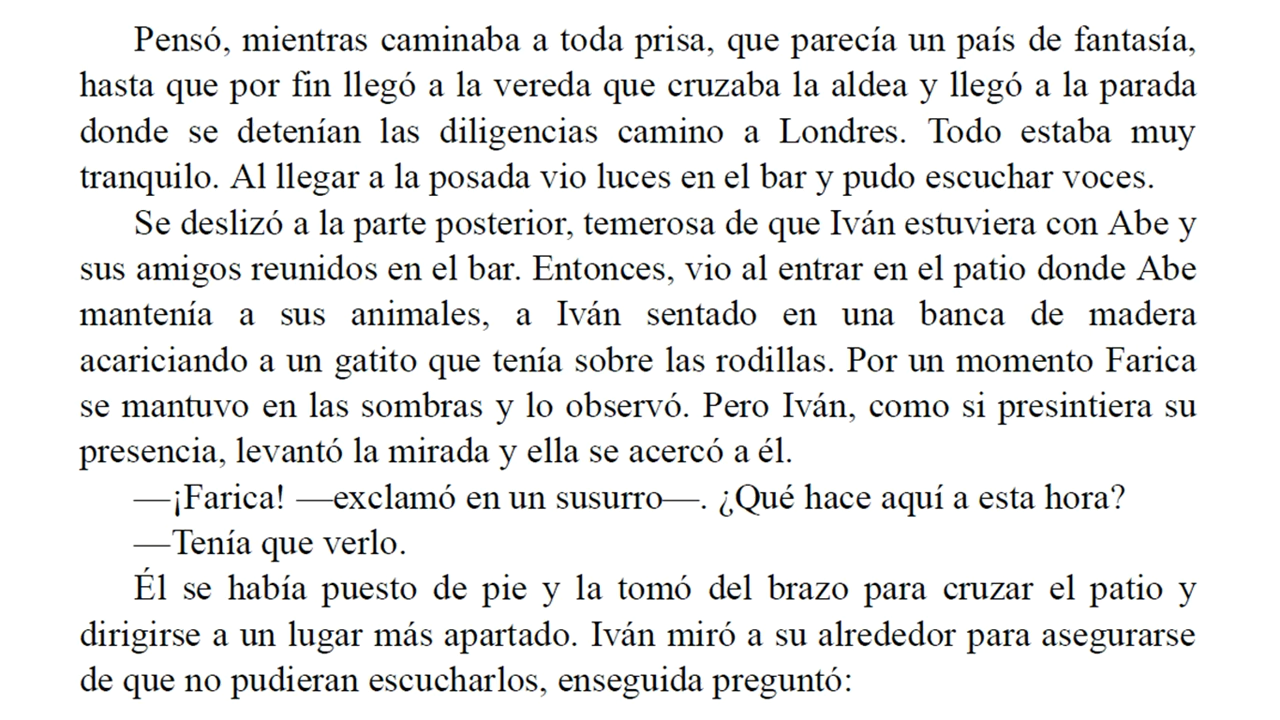 Pensó, mientras caminaba a toda prisa, que parecía un país de fantasía,
hasta que por fin llegó a la vereda que cruzaba la aldea y llegó a la parada
donde se detenían las diligencias camino a Londres. Todo estaba muy
tranquilo. Al llegar a la posada vio luces en el bar y pudo escuchar voces.
Se deslizó a la parte posterior, temerosa de que Iván estuviera con Abe y
sus amigos reunidos en el bar. Entonces, vio al entrar en el patio donde Abe
mantenía a sus animales, a Iván sentado en una banca de madera
acariciando a un gatito que tenía sobre las rodillas. Por un momento Farica
se mantuvo en las sombras y lo observó. Pero Iván, como si presintiera su
presencia, levantó la mirada y ella se acercó a él.
—¡Farica! —exclamó en un susurro—. ¿Qué hace aquí a esta hora?
—Tenía que verlo.
Él se había puesto de pie y la tomó del brazo para cruzar el patio y
dirigirse a un lugar más apartado. Iván miró a su alrededor para asegurarse
de que no pudieran escucharlos, enseguida preguntó: